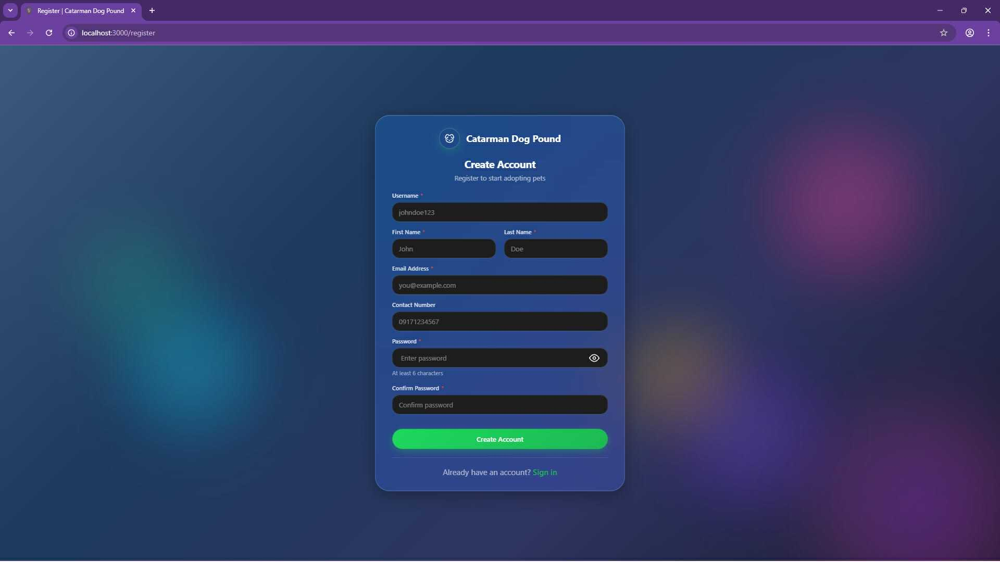 Register | Catarman Dog Pound
localhost:3000/register
Catarman Dog Pound
Create Account
Register to start adopting pets
Username *
johndoe123
First Name * Last Name *
John Doe
Email Address *
you@example.com
Contact Number
09171234567
Password *
Enter password
At least 6 characters
Confirm Password *
Confirm password
Create Account
Already have an account? Sign in